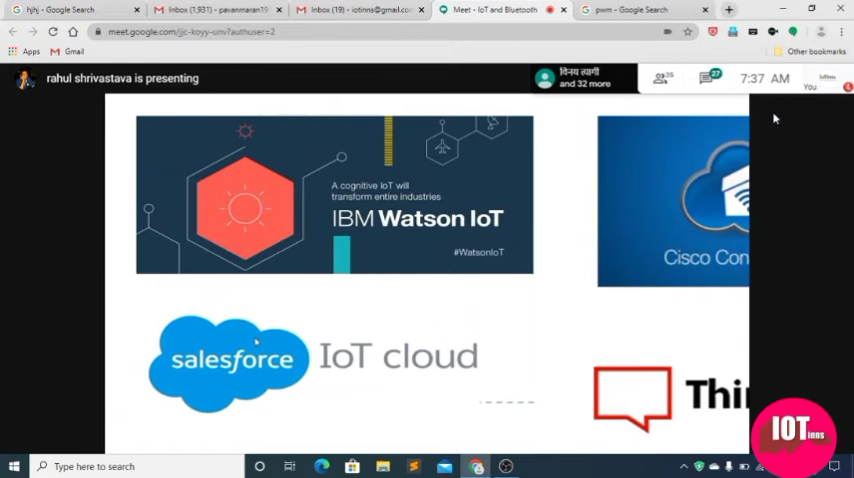 hjhj - Google Search
Inbox (1,931) - pavanmaran19
Inbox (19) - iotinns@gmail.co
Meet - IoT and Bluetooth
pwm - Google Search
meet.google.com/jjc-koyy-unv?authuser=2
Apps
Gmail
Other bookmarks
rahul shrivastava is presenting
विनय त्यागी
and 32 more
27
7:37 AM
You
A cognitive IoT will
transform entire industries
IBM Watson IoT
#WatsonIoT
Cisco Con
salesforce IoT cloud
Thi
IOT
inns
Type here to search